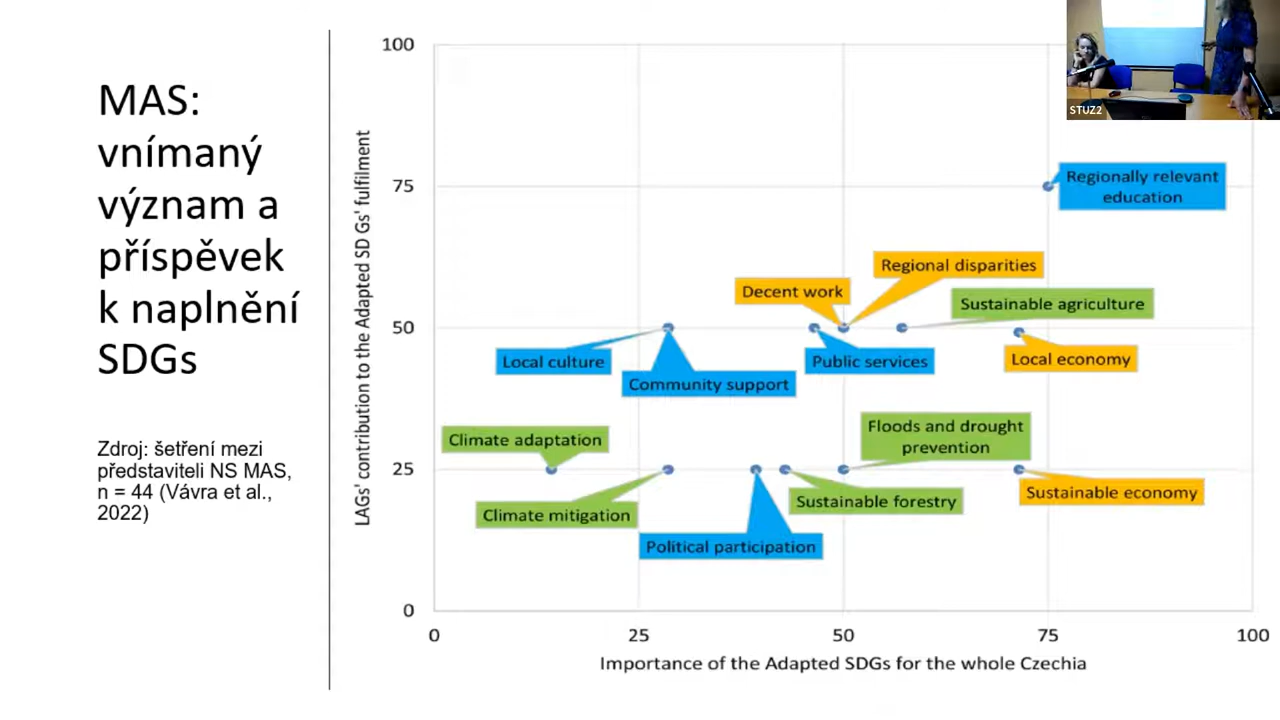 MAS:
vnímaný
význam a
příspěvek
k naplnění
SDGs
Zdroj: šetření mezi
představiteli NS MAS,
n = 44 (Vávra et al.,
2022)
LAGs' contribution to the Adapted SD Gs' fulfilment
100
75
50
25
0
Regionally relevant
education
Regional disparities
Decent work
Sustainable agriculture
Local culture
Community support
Public services
Local economy
Climate adaptation
Floods and drought
prevention
Climate mitigation
Sustainable forestry
Sustainable economy
Political participation
0
25
50
75
100
Importance of the Adapted SDGs for the whole Czechia
STUZ2